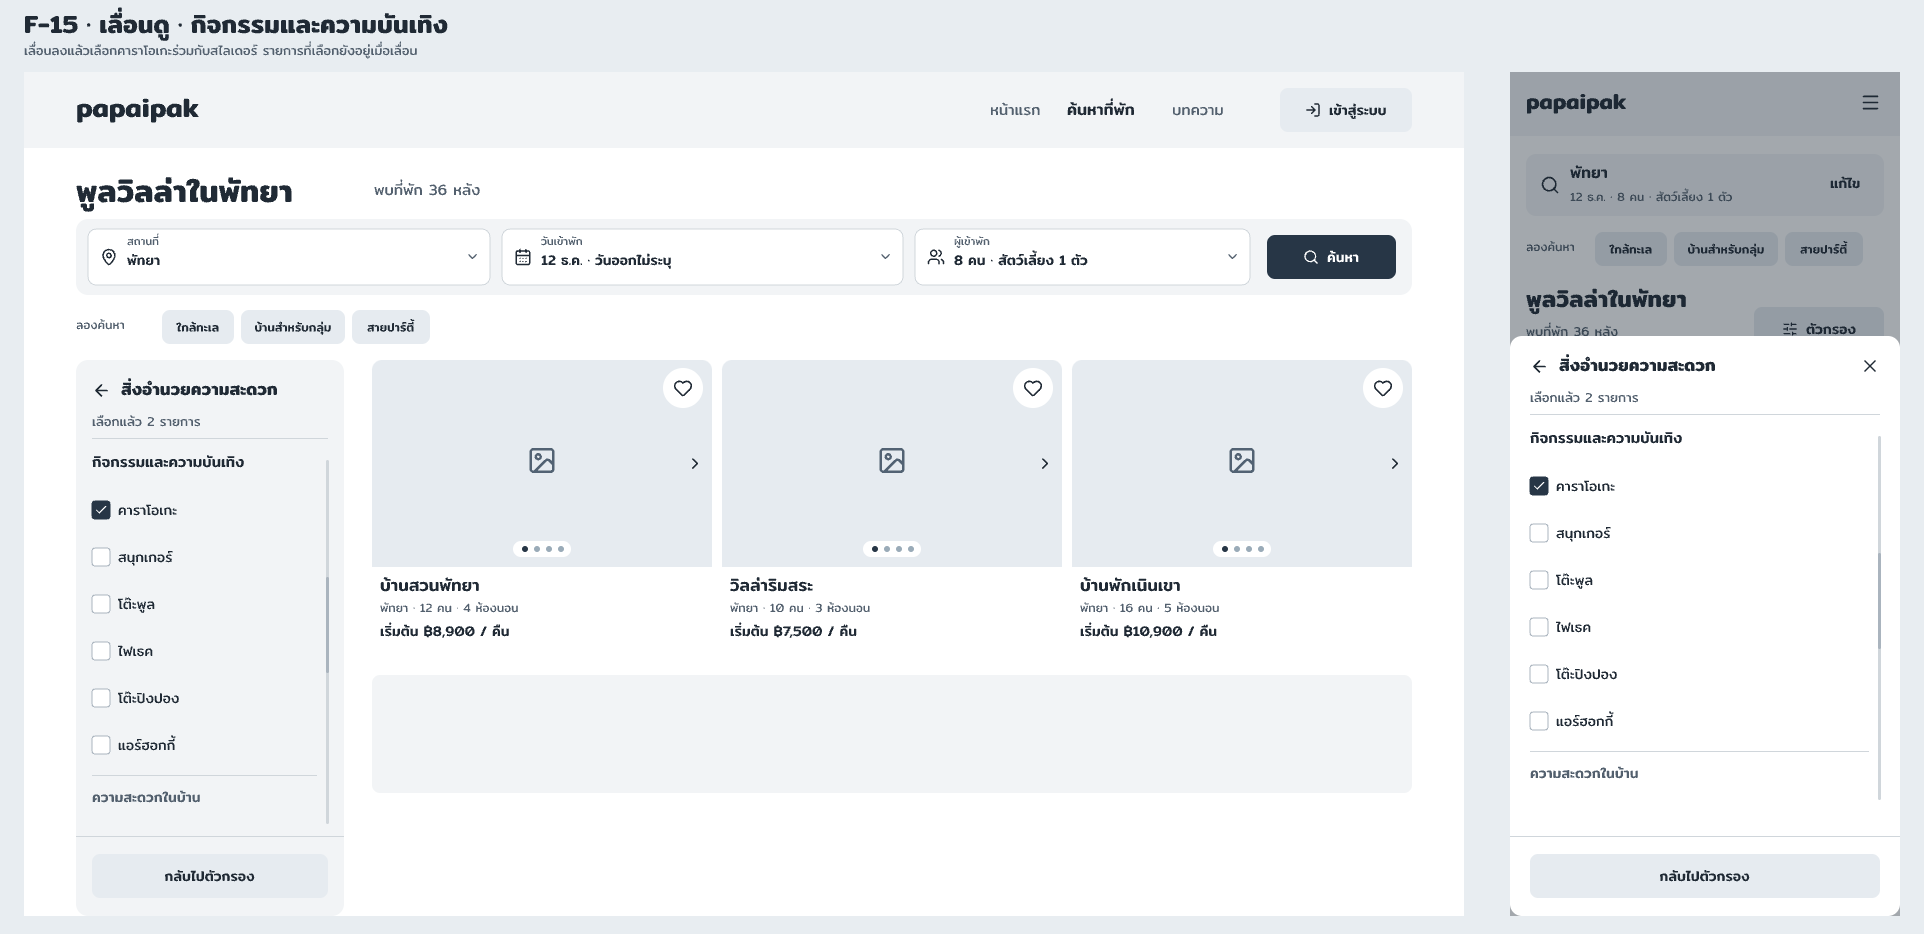 F-15 · เลื่อนดู · กิจกรรมและความบันเทิง
เลื่อนลงแล้วเลือกคาราโอเกะร่วมกับสไลเดอร์ รายการที่เลือกยังอยู่เมื่อเลื่อน
papaipak
หน้าแรก
ค้นหาที่พัก
บทความ
เข้าสู่ระบบ
พูลวิลล่าในพัทยา
พบที่พัก 36 หลัง
สถานที่
พัทยา
วันเข้าพัก
12 ธ.ค. · วันออกไม่ระบุ
ผู้เข้าพัก
8 คน · สัตว์เลี้ยง 1 ตัว
ค้นหา
ลองค้นหา
ใกล้ทะเล
บ้านสำหรับกลุ่ม
สายปาร์ตี้
สิ่งอำนวยความสะดวก
เลือกแล้ว 2 รายการ
กิจกรรมและความบันเทิง
คาราโอเกะ
สนุกเกอร์
โต๊ะพูล
ไฟเธค
โต๊ะปิงปอง
แอร์ฮอกกี้
ความสะดวกในบ้าน
กลับไปตัวกรอง
บ้านสวนพัทยา
พัทยา · 12 คน · 4 ห้องนอน
เริ่มต้น ฿8,900 / คืน
วิลล่าริมสระ
พัทยา · 10 คน · 3 ห้องนอน
เริ่มต้น ฿7,500 / คืน
บ้านพักเนินเขา
พัทยา · 16 คน · 5 ห้องนอน
เริ่มต้น ฿10,900 / คืน
papaipak
พัทยา
12 ธ.ค. · 8 คน · สัตว์เลี้ยง 1 ตัว
แก้ไข
ลองค้นหา
ใกล้ทะเล
บ้านสำหรับกลุ่ม
สายปาร์ตี้
พูลวิลล่าในพัทยา
พบที่พัก 36 หลัง
ตัวกรอง
สิ่งอำนวยความสะดวก
เลือกแล้ว 2 รายการ
กิจกรรมและความบันเทิง
คาราโอเกะ
สนุกเกอร์
โต๊ะพูล
ไฟเธค
โต๊ะปิงปอง
แอร์ฮอกกี้
ความสะดวกในบ้าน
กลับไปตัวกรอง